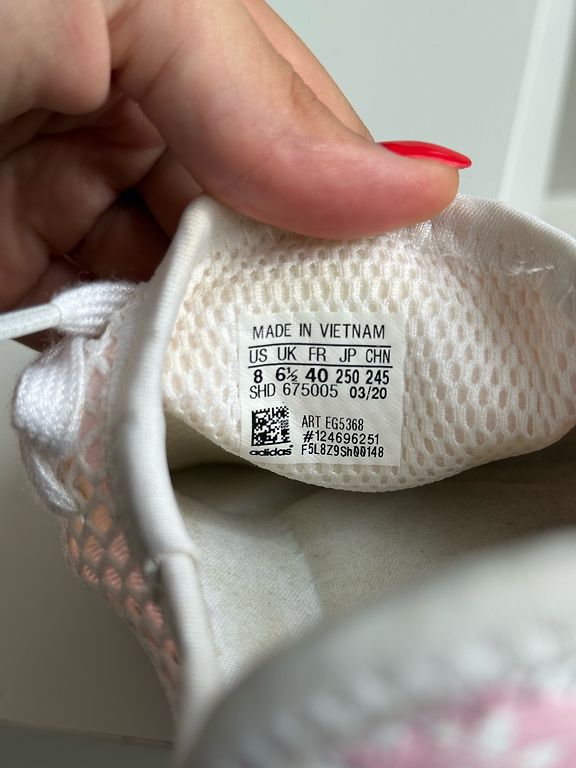 MADE IN VIETNAM
US UK FR JP CHN
8 6½ 40 250 245
SHD 675005 03/20
ART EG5368
#124696251
adidas F5L8Z9Sh00148